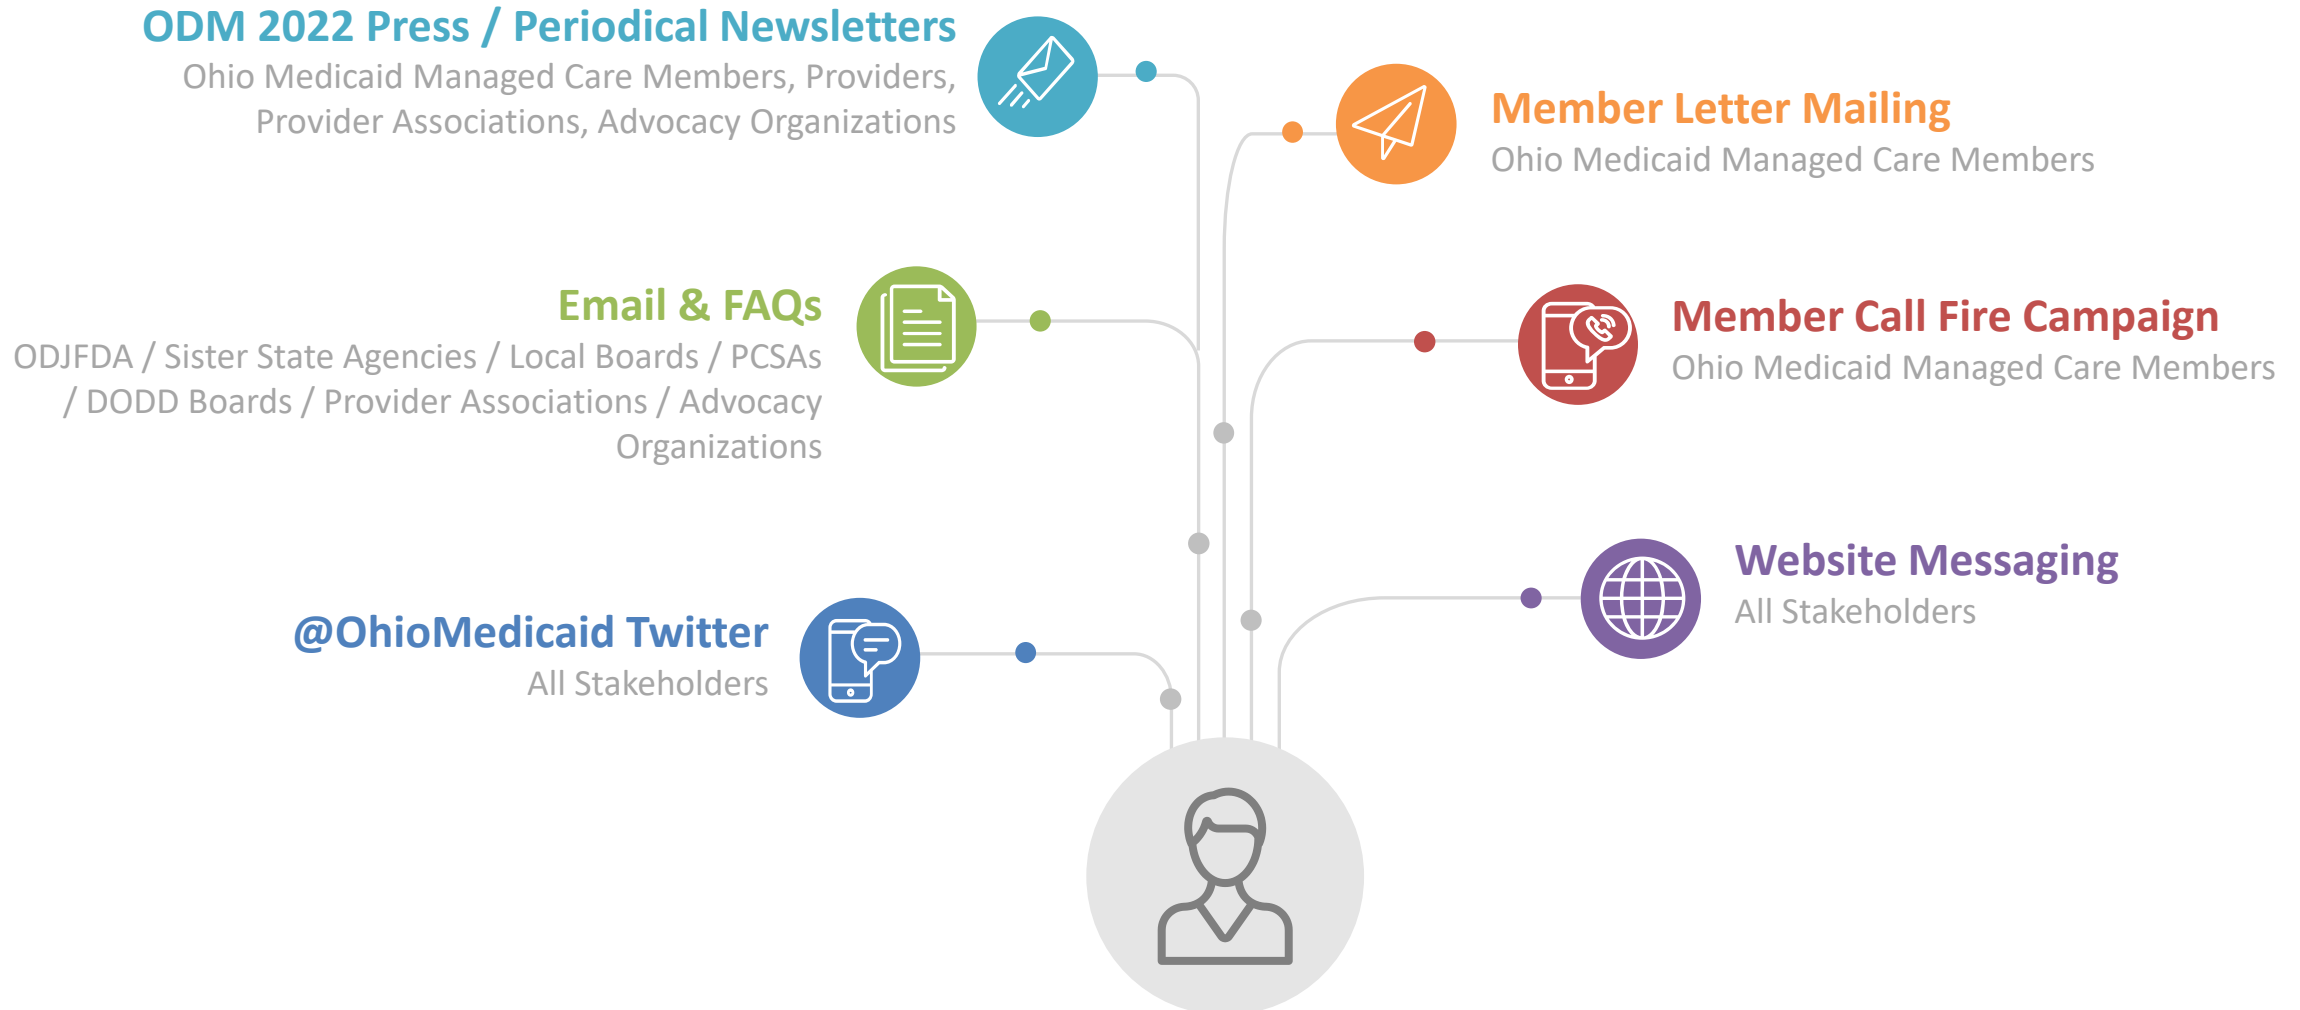 ODM 2022 Press / Periodical Newsletters
Ohio Medicaid Managed Care Members, Providers,
Provider Associations, Advocacy Organizations
Member Letter Mailing
Ohio Medicaid Managed Care Members
Email & FAQs
ODJFDA / Sister State Agencies / Local Boards / PCSAs
/ DODD Boards / Provider Associations / Advocacy
Organizations
Member Call Fire Campaign
Ohio Medicaid Managed Care Members
Website Messaging
All Stakeholders
@OhioMedicaid Twitter
All Stakeholders